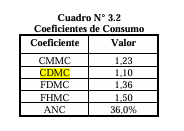 Cuadro N° 3.2
Coeficientes de Consumo
Coeficiente Valor
CMMC 1,23
CDMC 1,10
FDMC 1,36
FHMC 1,50
ANC 36,0%